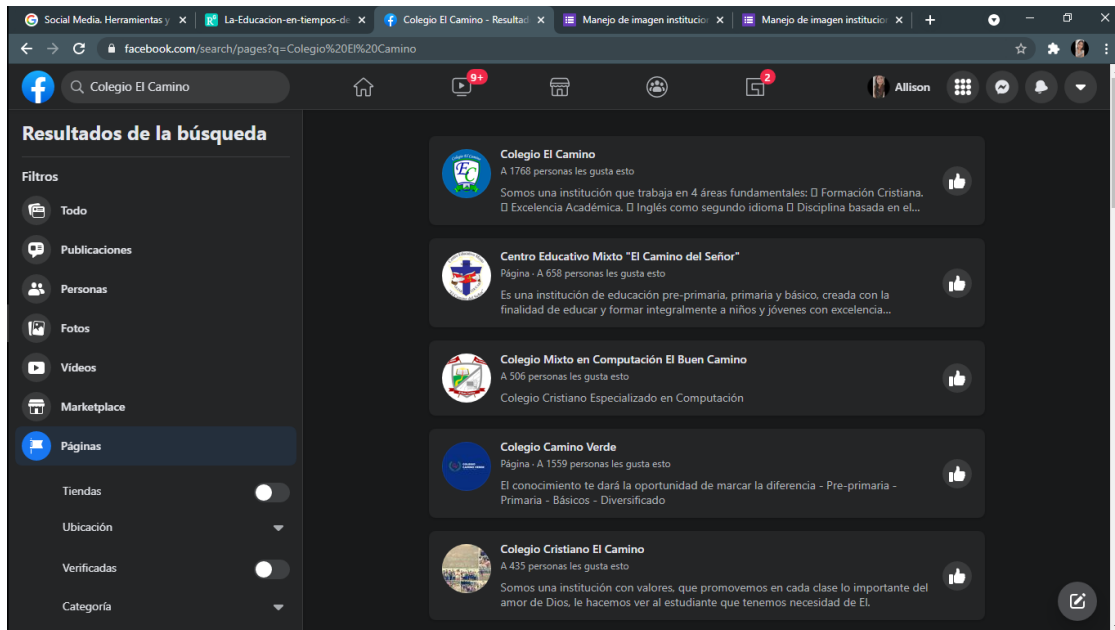 Social Media. Herramientas y
La-Educacion-en-tiempos-de
Colegio El Camino - Resultad
Manejo de imagen institucion
Manejo de imagen institucion
facebook.com/search/pages?q=Colegio%20El%20Camino
Colegio El Camino
9+
2
Allison
Resultados de la búsqueda
Filtros
Todo
Publicaciones
Personas
Fotos
Vídeos
Marketplace
Páginas
Tiendas
Ubicación
Verificadas
Categoría
Colegio El Camino
A 1768 personas les gusta esto
Somos una institución que trabaja en 4 áreas fundamentales: ▯ Formación Cristiana.
▯ Excelencia Académica. ▯ Inglés como segundo idioma ▯ Disciplina basada en el...
Centro Educativo Mixto "El Camino del Señor"
Página · A 658 personas les gusta esto
Es una institución de educación pre-primaria, primaria y básico, creada con la
finalidad de educar y formar integralmente a niños y jóvenes con excelencia...
Colegio Mixto en Computación El Buen Camino
A 506 personas les gusta esto
Colegio Cristiano Especializado en Computación
Colegio Camino Verde
Página · A 1559 personas les gusta esto
El conocimiento te dará la oportunidad de marcar la diferencia - Pre-primaria -
Primaria - Básicos - Diversificado
Colegio Cristiano El Camino
A 435 personas les gusta esto
Somos una institución con valores, que promovemos en cada clase lo importante del
amor de Dios, le hacemos ver al estudiante que tenemos necesidad de El.